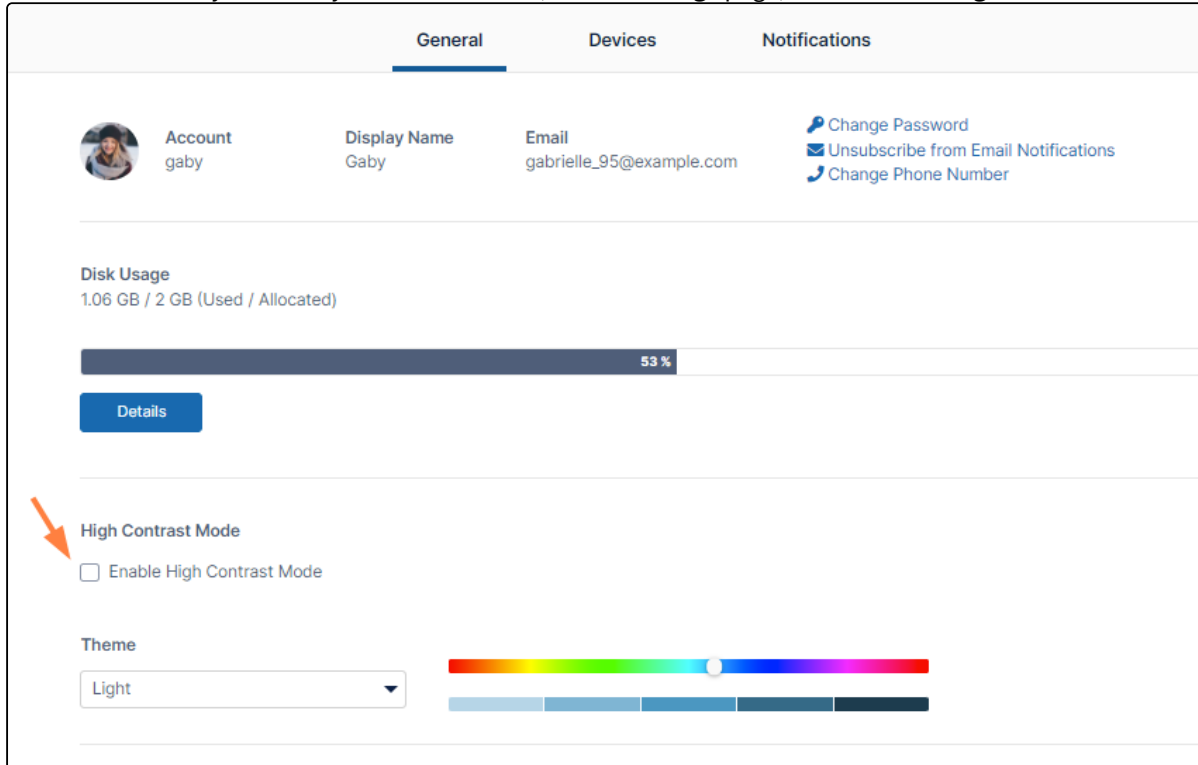 General Devices Notifications
Account Display Name Email
gaby Gaby gabrielle_95@example.com
Change Password
Unsubscribe from Email Notifications
Change Phone Number
Disk Usage
1.06 GB / 2 GB (Used / Allocated)
53 %
Details
High Contrast Mode
Enable High Contrast Mode
Theme
Light